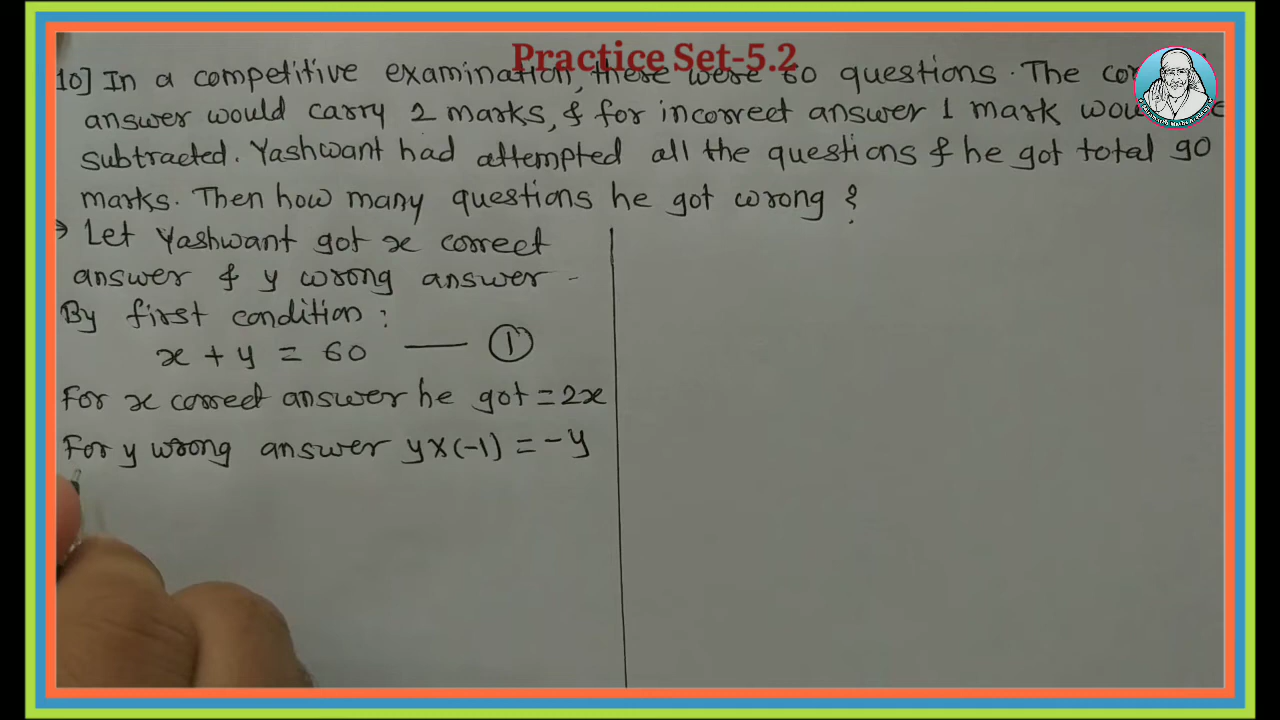 Practice Set-5.2
10] In a competitive examination, there were 60 questions. The
answer would carry 2 marks, & for incorrect answer 1 mark
subtracted. Yashwant had attempted all the questions & he got total 90
marks. Then how many questions he got wrong ?
→ Let Yashwant got x correct
answer & y wrong answer -
By first condition :
x + y = 60 —— ①
For x correct answer he got = 2x
For y wrong answer y×(-1) = -y